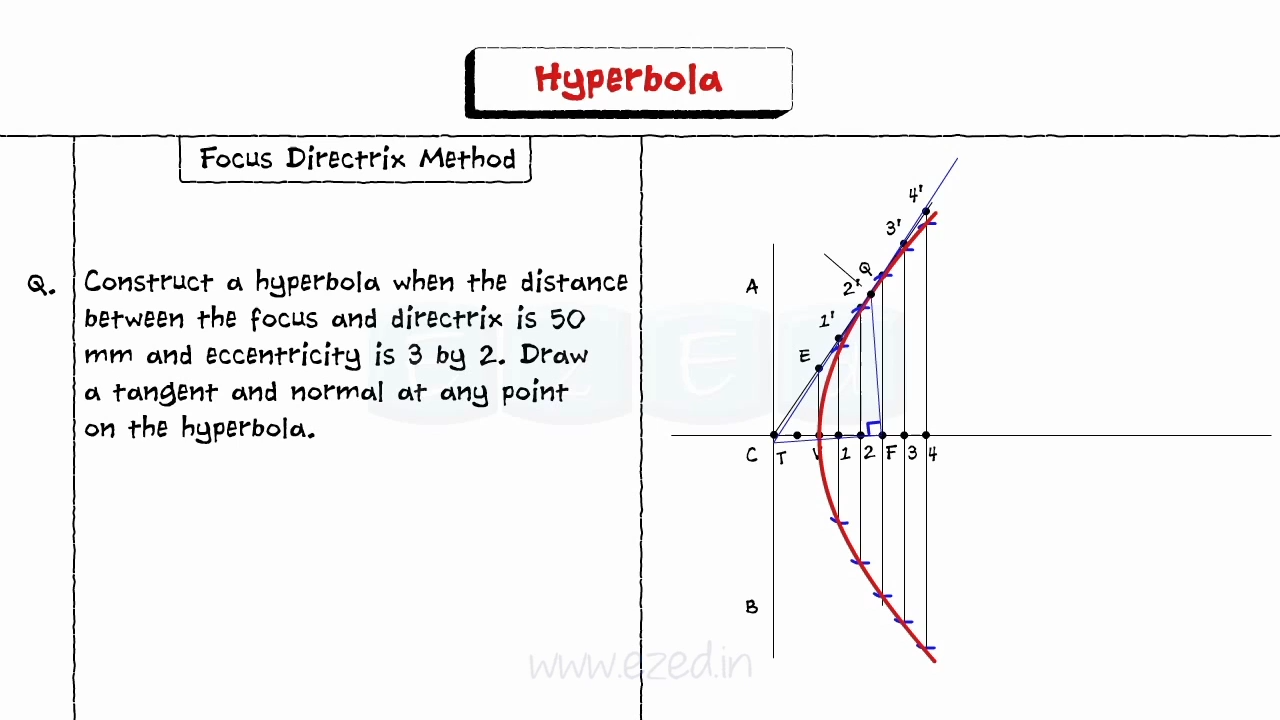 Hyperbola
Focus Directrix Method
Q. Construct a hyperbola when the distance
between the focus and directrix is 50
mm and eccentricity is 3 by 2. Draw
a tangent and normal at any point
on the hyperbola.
4'
3'
Q
A 2'
1'
E
C T V 1 2 F 3 4
B
EZED
www.ezed.in